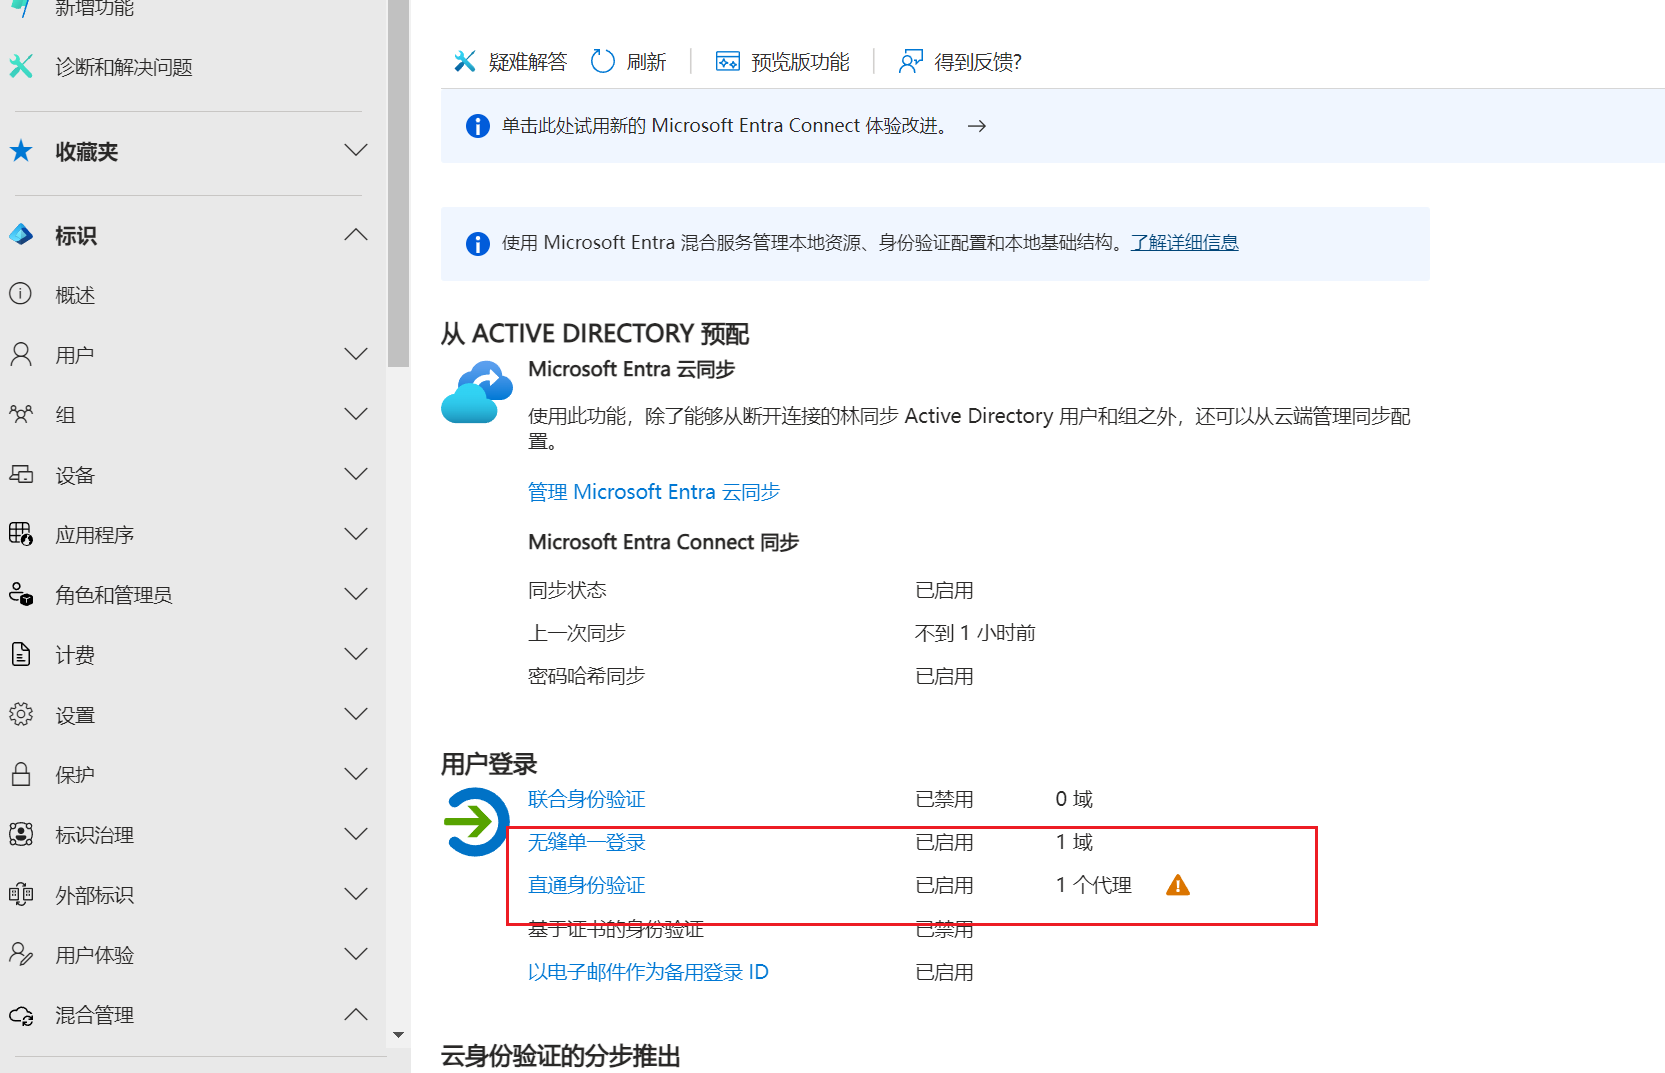 新增功能
诊断和解决问题
收藏夹
标识
概述
用户
组
设备
应用程序
角色和管理员
计费
设置
保护
标识治理
外部标识
用户体验
混合管理
疑难解答 刷新 预览版功能 得到反馈?
单击此处试用新的 Microsoft Entra Connect 体验改进。 →
使用 Microsoft Entra 混合服务管理本地资源、身份验证配置和本地基础结构。了解详细信息
从 ACTIVE DIRECTORY 预配
Microsoft Entra 云同步
使用此功能，除了能够从断开连接的林同步 Active Directory 用户和组之外，还可以从云端管理同步配
置。
管理 Microsoft Entra 云同步
Microsoft Entra Connect 同步
同步状态 已启用
上一次同步 不到 1 小时前
密码哈希同步 已启用
用户登录
联合身份验证 已禁用 0 域
无缝单一登录 已启用 1 域
直通身份验证 已启用 1 个代理
基于证书的身份验证 已禁用
以电子邮件作为备用登录 ID 已启用
云身份验证的分步推出